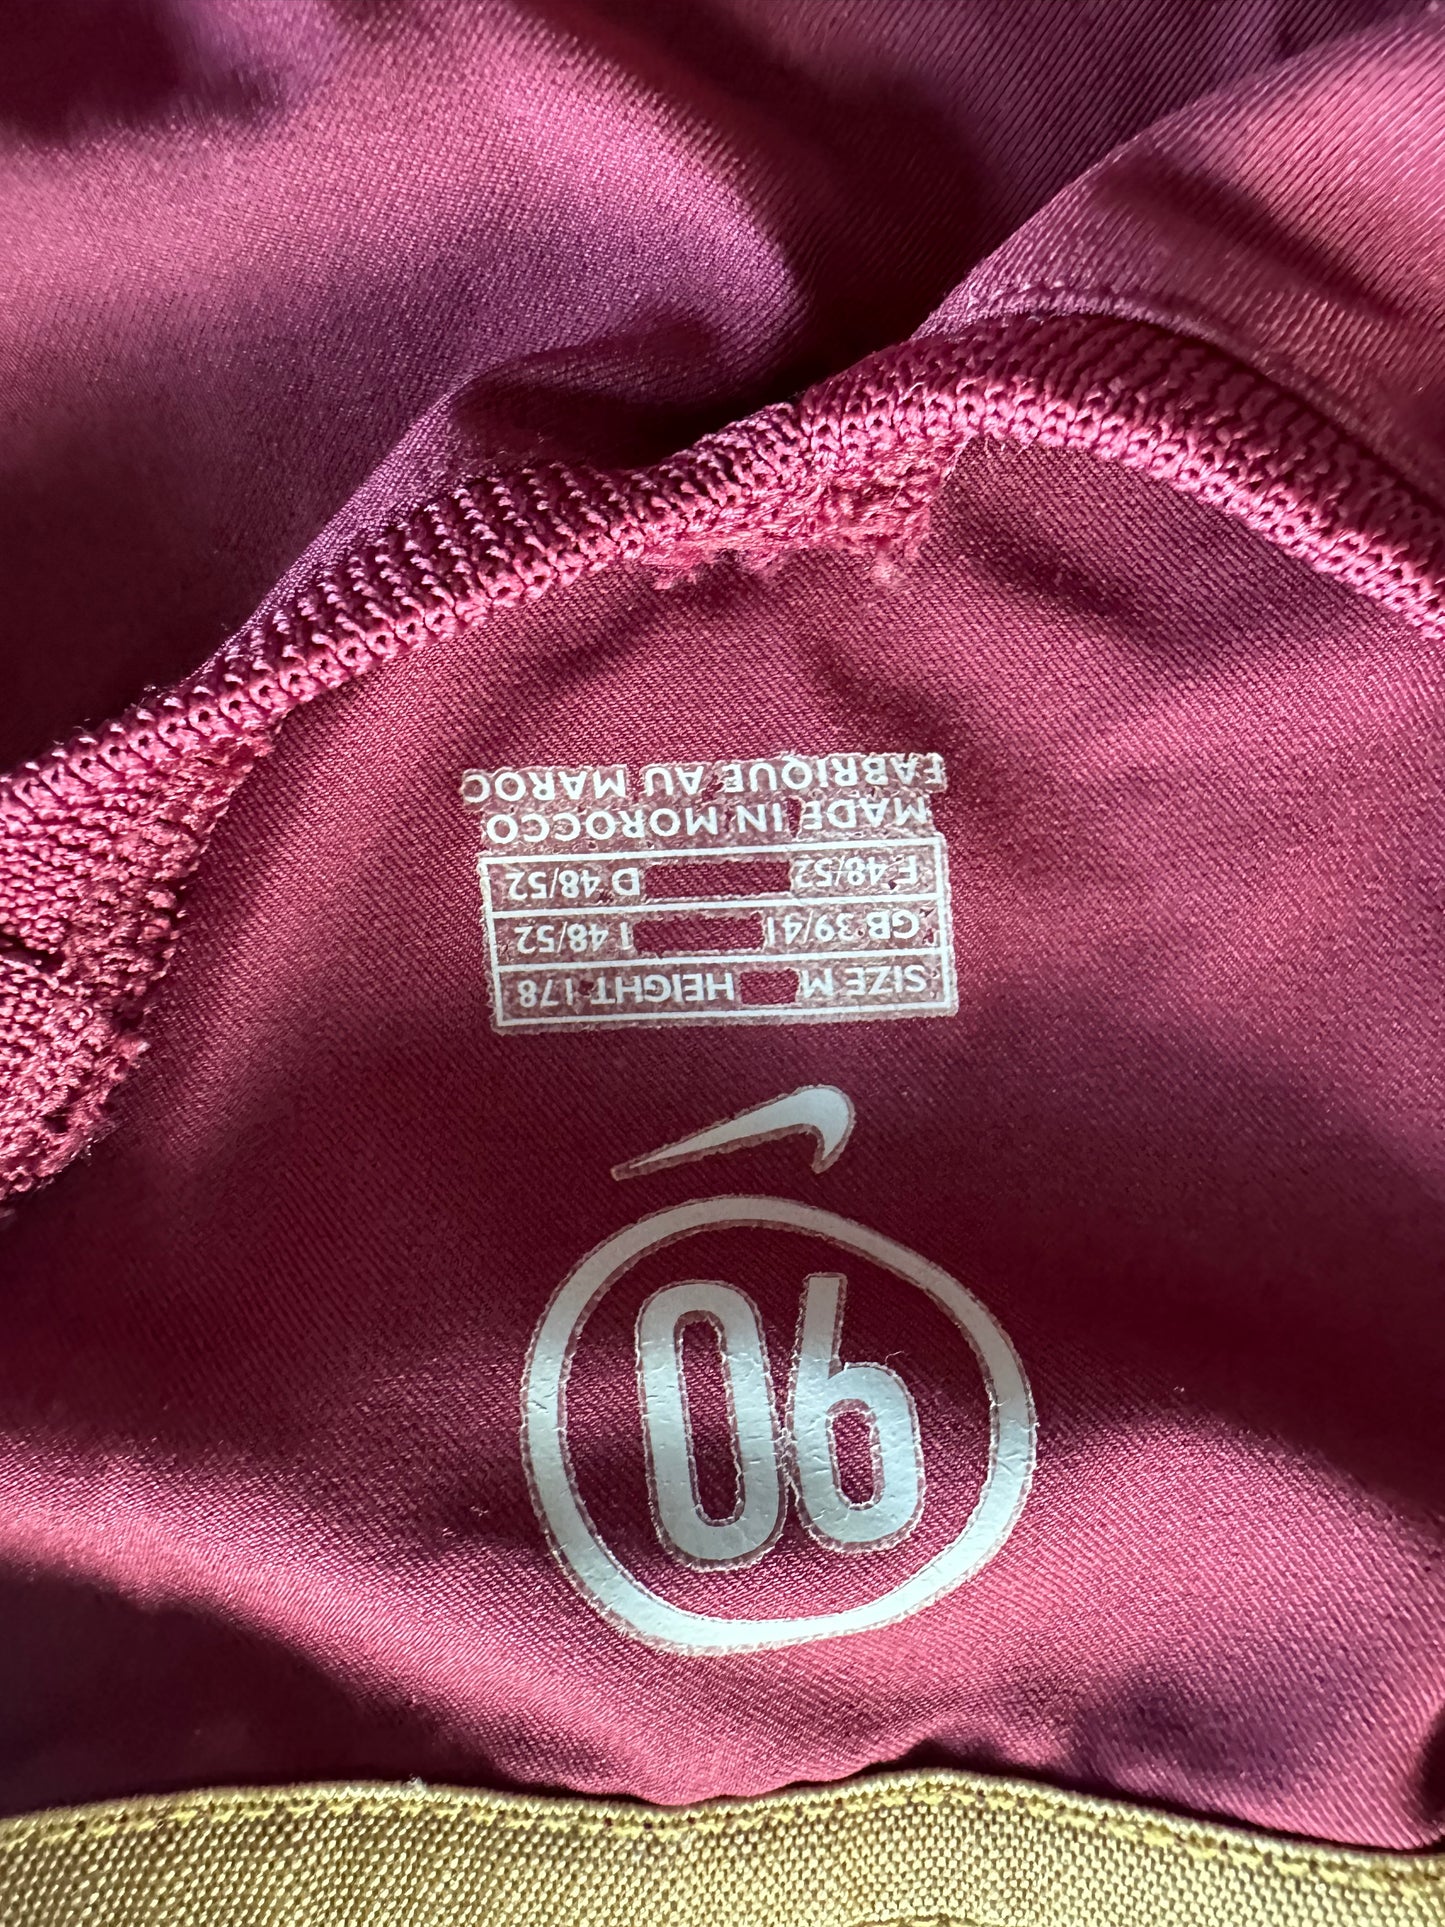 90
SIZE M HEIGHT 178
GB 39/41 I 48/52
F 48/52 D 48/52
MADE IN MOROCCO
FABRIQUE AU MAROC